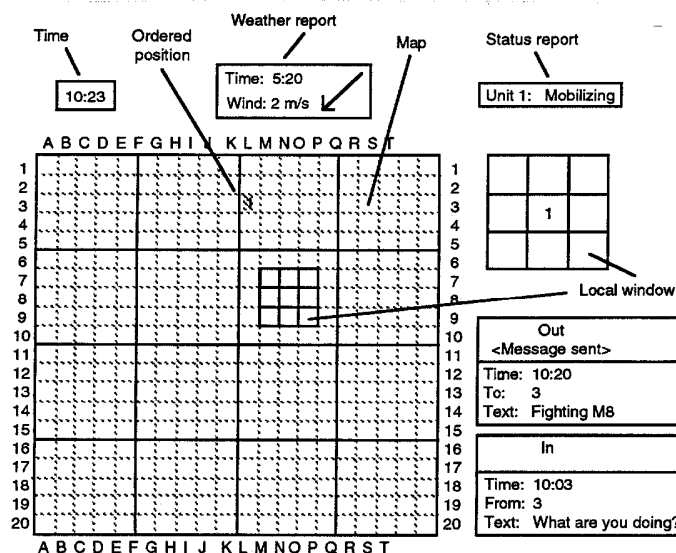 Time
Ordered position
Weather report
Map
Status report
10:23
Time: 5:20
Wind: 2 m/s
Unit 1: Mobilizing
A B C D E F G H I J K L M N O P Q R S T
1 1
2 2
3 3
4 4
5 5
6 6
7 7
8 8
9 9
10 10
11 11
12 12
13 13
14 14
15 15
16 16
17 17
18 18
19 19
20 20
A B C D E F G H I J K L M N O P Q R S T
1
Local window
Out
<Message sent>
Time: 10:20
To: 3
Text: Fighting M8
In
Time: 10:03
From: 3
Text: What are you doing?